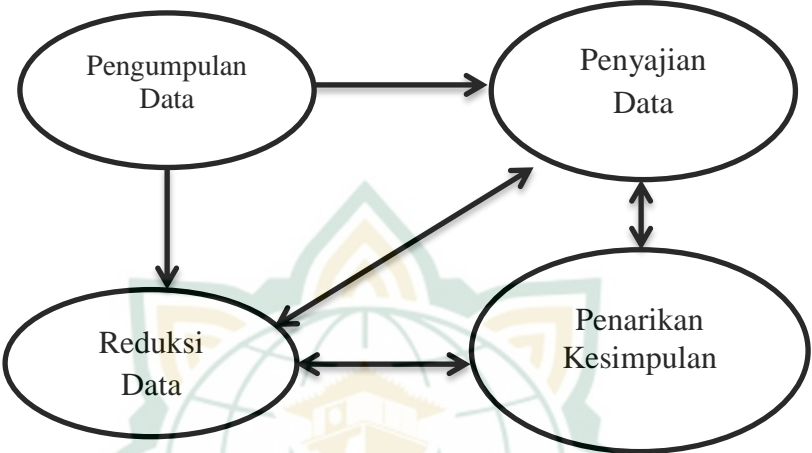 Pengumpulan
Data
Penyajian
Data
Reduksi
Data
Penarikan
Kesimpulan